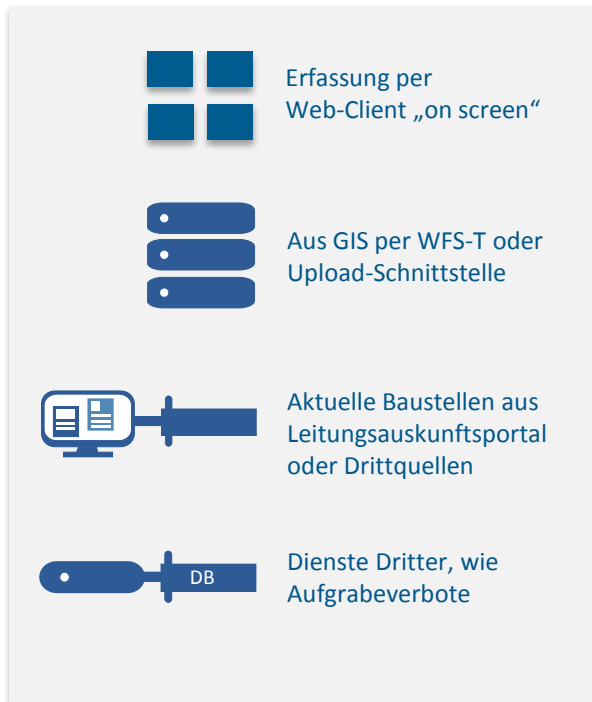 Erfassung per
Web-Client „on screen“
Aus GIS per WFS-T oder
Upload-Schnittstelle
Aktuelle Baustellen aus
Leitungsauskunftsportal
oder Drittquellen
DB
Dienste Dritter, wie
Aufgrabeverbote